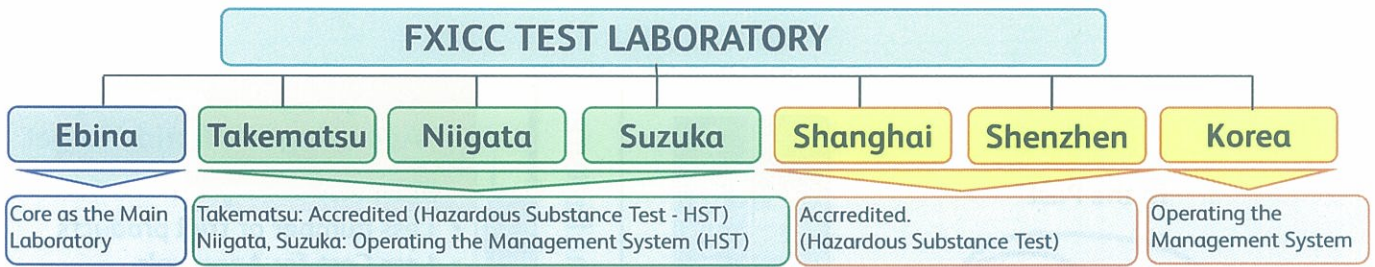 FXICC TEST LABORATORY
Ebina
Takematsu
Niigata
Suzuka
Shanghai
Shenzhen
Korea
Core as the Main
Laboratory
Takematsu: Accredited (Hazardous Substance Test - HST)
Niigata, Suzuka: Operating the Management System (HST)
Accrredited.
(Hazardous Substance Test)
Operating the
Management System